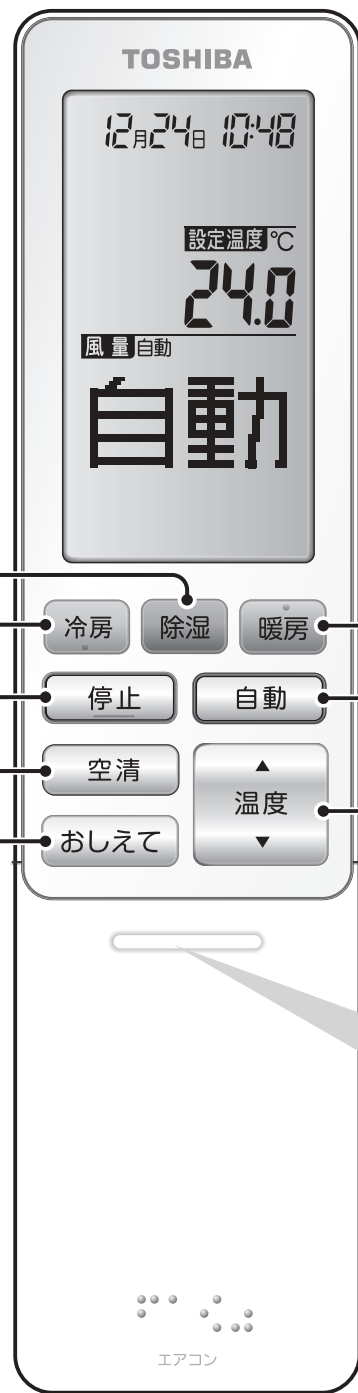 TOSHIBA
12月24日 10:48
設定温度 ℃
24.0
風量 自動
自動
冷房 除湿 暖房
停止 自動
空清
▲
温度
▼
おしえて
エアコン